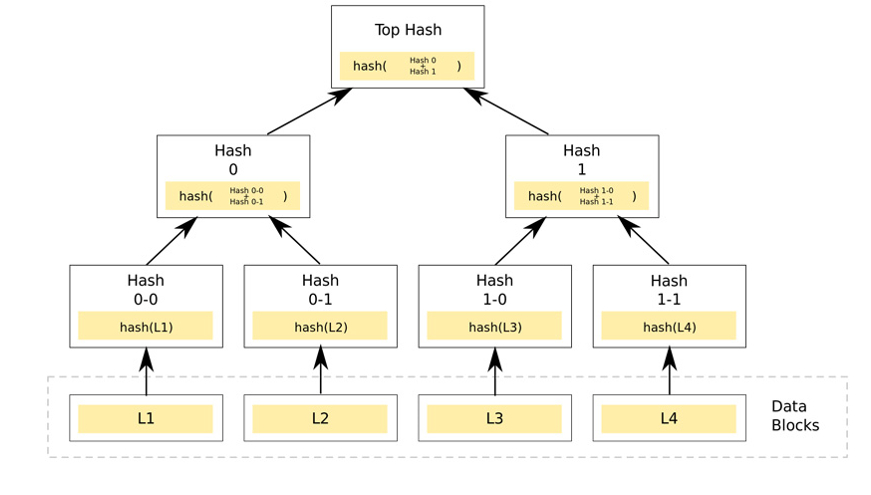 Top Hash
hash( Hash 0 + Hash 1 )
Hash
0
hash( Hash 0-0 + Hash 0-1 )
Hash
1
hash( Hash 1-0 + Hash 1-1 )
Hash
0-0
hash(L1)
Hash
0-1
hash(L2)
Hash
1-0
hash(L3)
Hash
1-1
hash(L4)
L1
L2
L3
L4
Data
Blocks